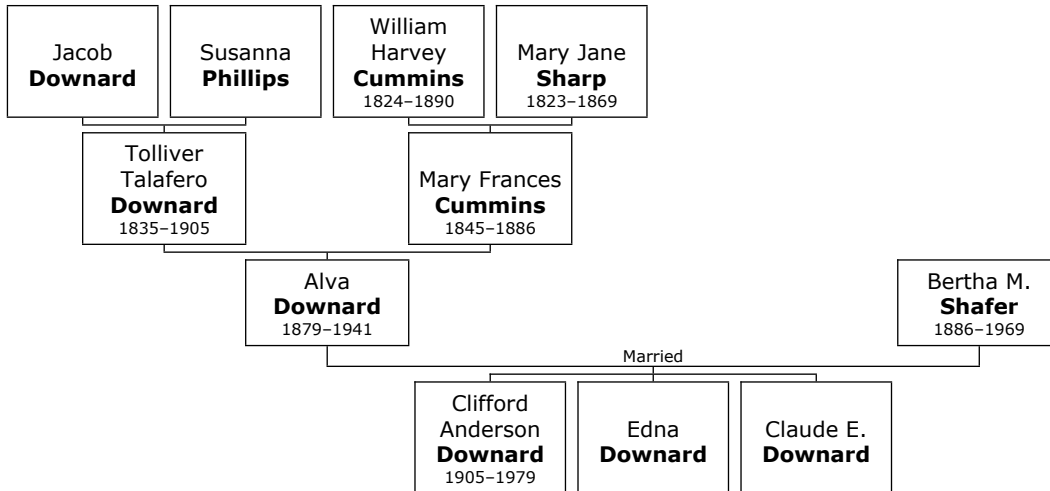 Jacob
Downard
Susanna
Phillips
William
Harvey
Cummins
1824–1890
Mary Jane
Sharp
1823–1869
Tolliver
Talafero
Downard
1835–1905
Mary Frances
Cummins
1845–1886
Alva
Downard
1879–1941
Bertha M.
Shafer
1886–1969
Married
Clifford
Anderson
Downard
1905–1979
Edna
Downard
Claude E.
Downard